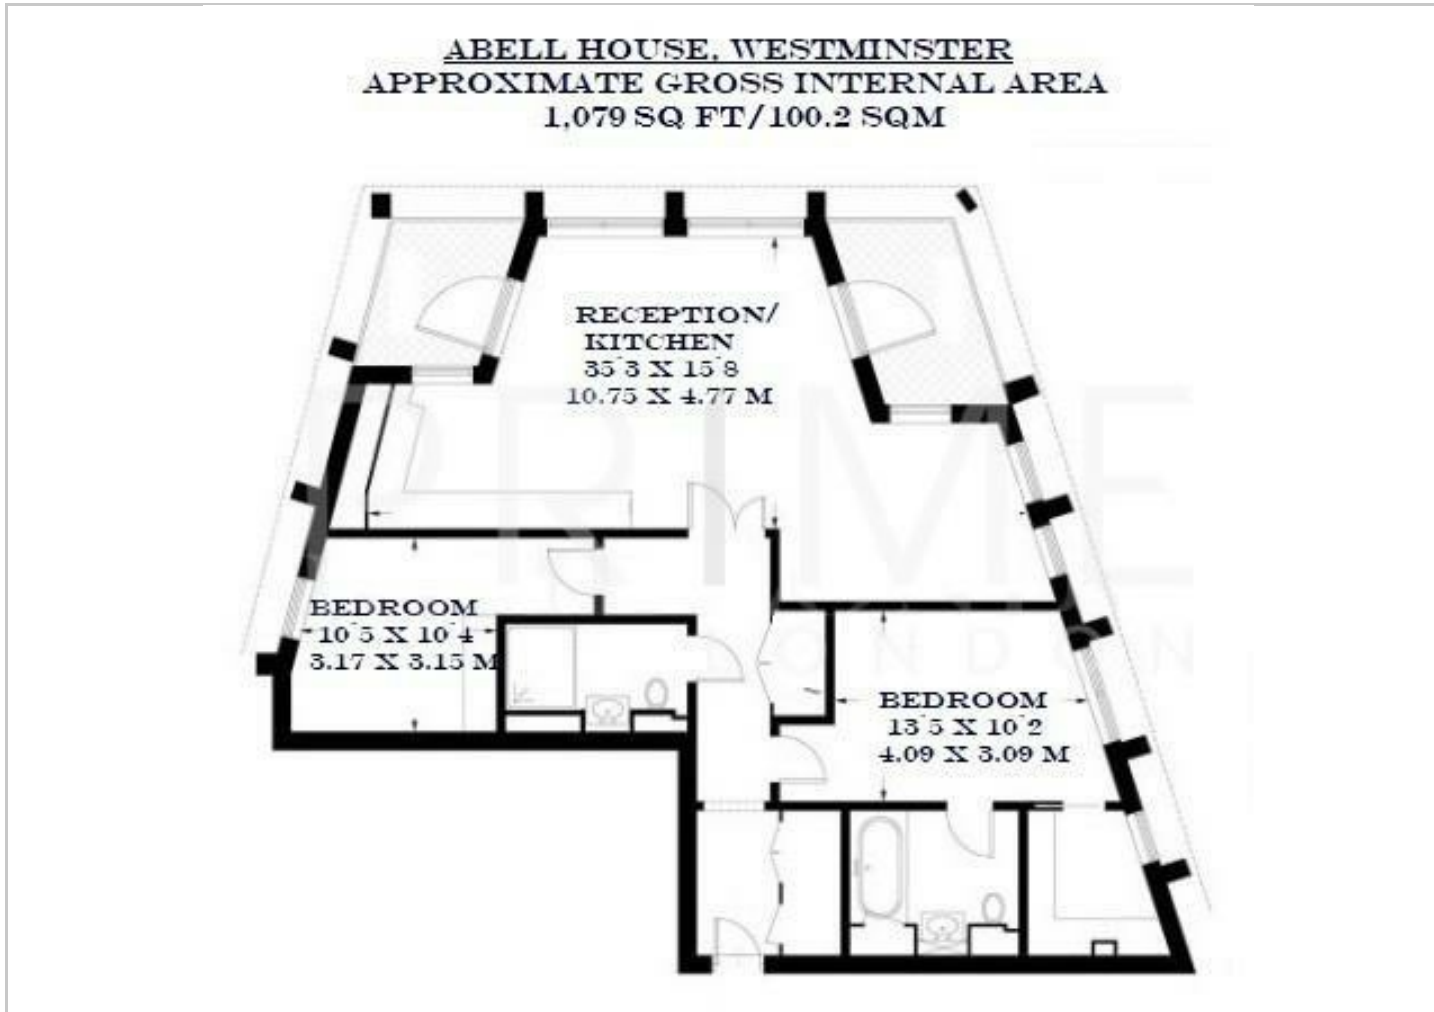 ABELL HOUSE, WESTMINSTER
APPROXIMATE GROSS INTERNAL AREA
1,079 SQ FT/100.2 SQM
RECEPTION/
KITCHEN
35'3 X 15'8
10.75 X 4.77 M
PRIME
LONDON
BEDROOM
10'5 X 10'4
3.17 X 3.15 M
BEDROOM
13'5 X 10'2
4.09 X 3.09 M